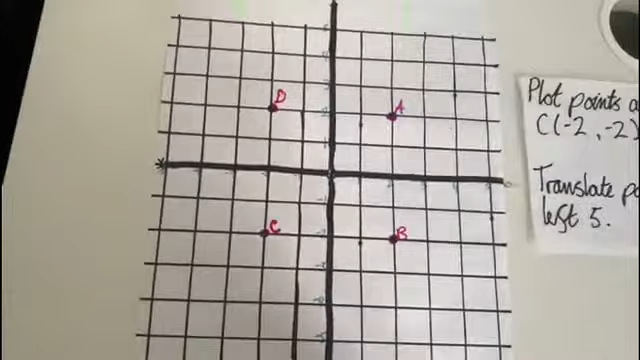 D
A
Plot points
C(-2,-2)
Translate
left 5.
C
B